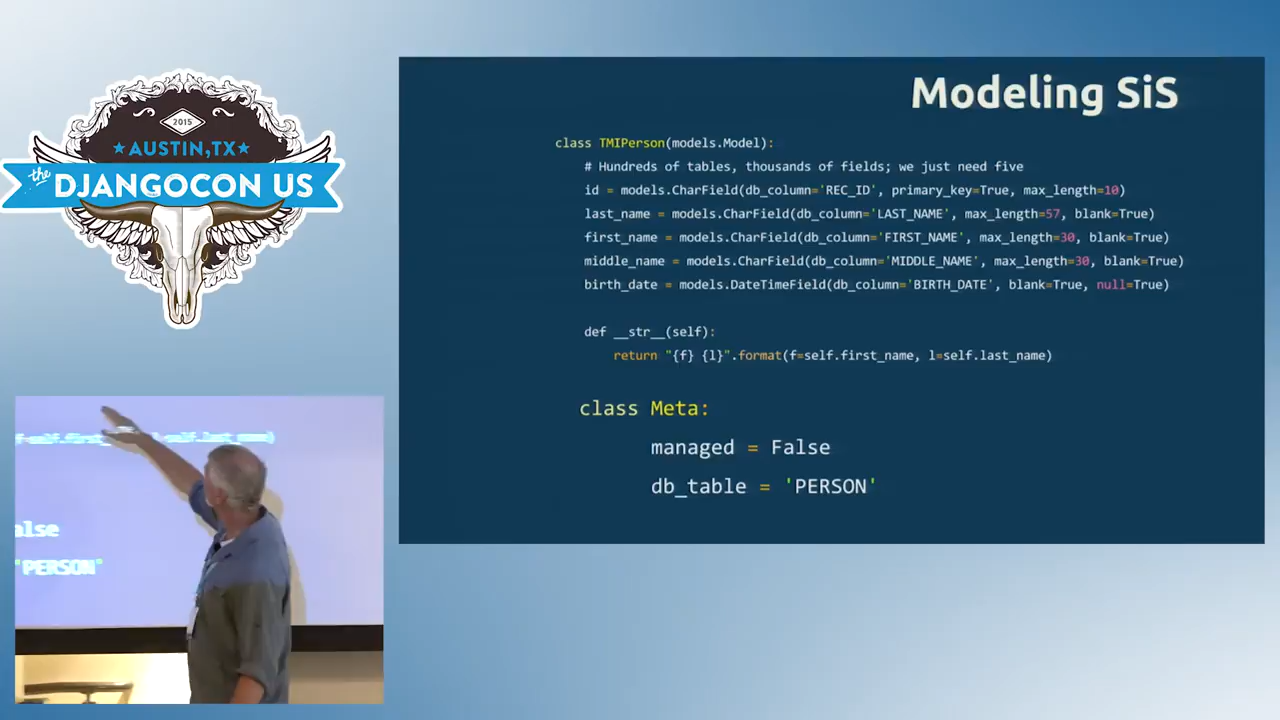 2015
AUSTIN, TX
the
DJANGOCON US
Modeling SiS
class TMIPerson(models.Model):
# Hundreds of tables, thousands of fields; we just need five
id = models.CharField(db_column='REC_ID', primary_key=True, max_length=10)
last_name = models.CharField(db_column='LAST_NAME', max_length=57, blank=True)
first_name = models.CharField(db_column='FIRST_NAME', max_length=30, blank=True)
middle_name = models.CharField(db_column='MIDDLE_NAME', max_length=30, blank=True)
birth_date = models.DateTimeField(db_column='BIRTH_DATE', blank=True, null=True)
def __str__(self):
return "{f} {l}".format(f=self.first_name, l=self.last_name)
class Meta:
managed = False
db_table = 'PERSON'
f=self.first l=self.last_name)
alse
'PERSON'